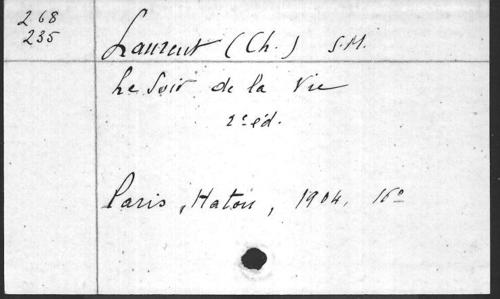 268
235
Laurent (Ch.) S.M.
Le Soir de la Vie
2e éd.
Paris, Haton, 1904, 16o